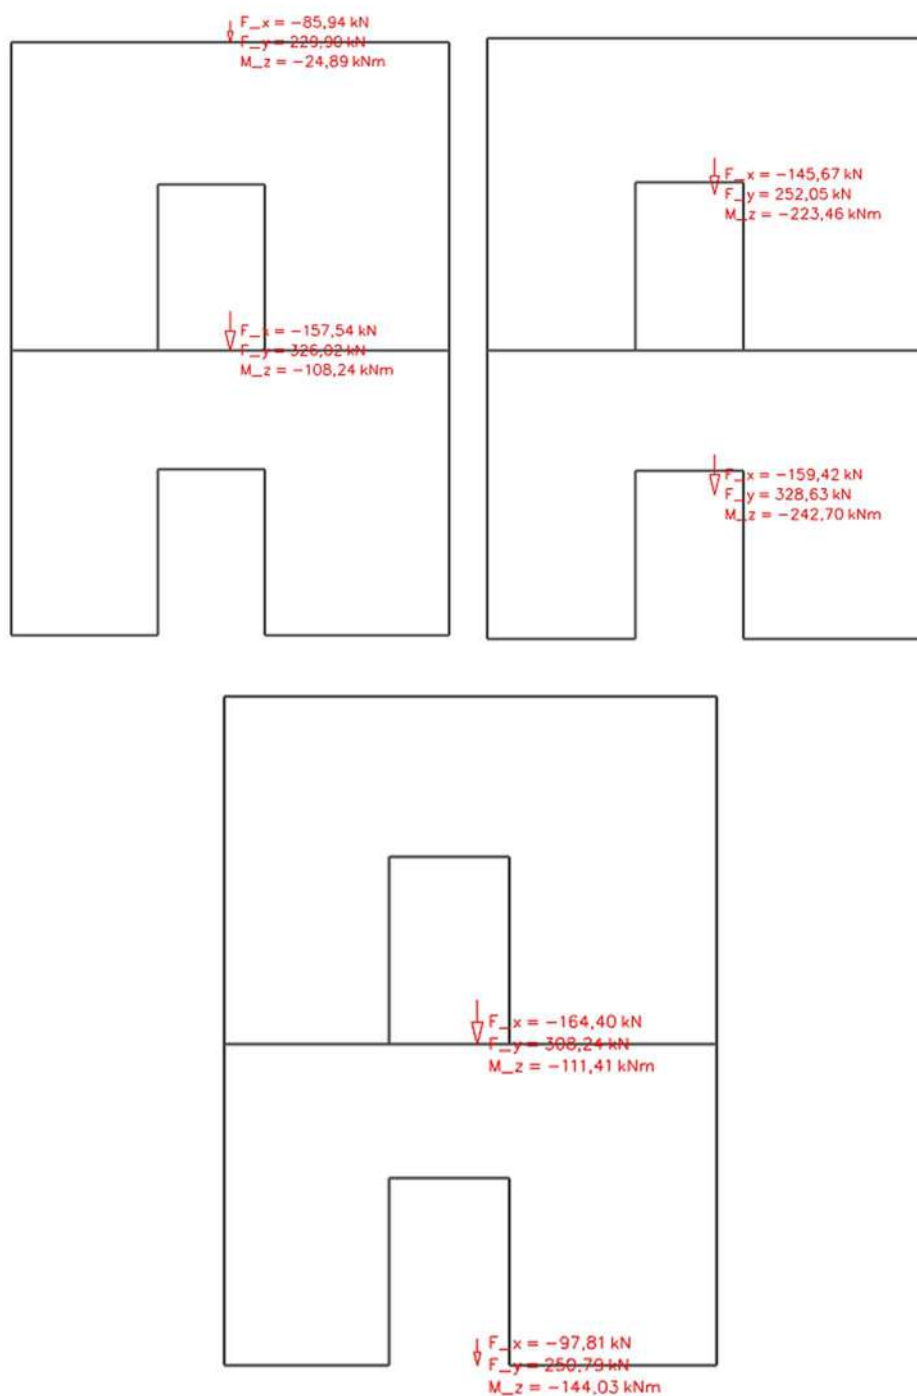 F_x = −85,94 kN
F_y = 229,90 kN
M_z = −24,89 kNm
F_x = −157,54 kN
F_y = 326,02 kN
M_z = −108,24 kNm
F_x = −145,67 kN
F_y = 252,05 kN
M_z = −223,46 kNm
F_x = −159,42 kN
F_y = 328,63 kN
M_z = −242,70 kNm
F_x = −164,40 kN
F_y = 308,24 kN
M_z = −111,41 kNm
F_x = −97,81 kN
F_y = 250,79 kN
M_z = −144,03 kNm